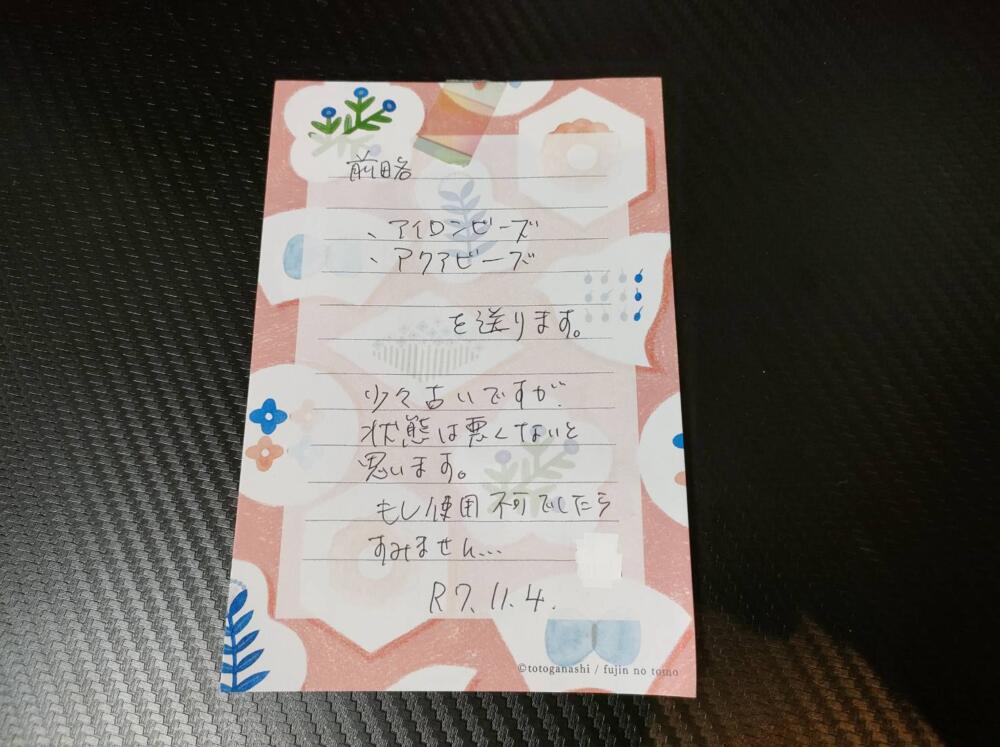 前略
、アイロンビーズ
、アクアビーズ
を送ります。
少々古いですが、
状態は悪くないと
思います。
もし使用不可でしたら
すみません…
R7.11.4.
©totoganashi / fujin no tomo